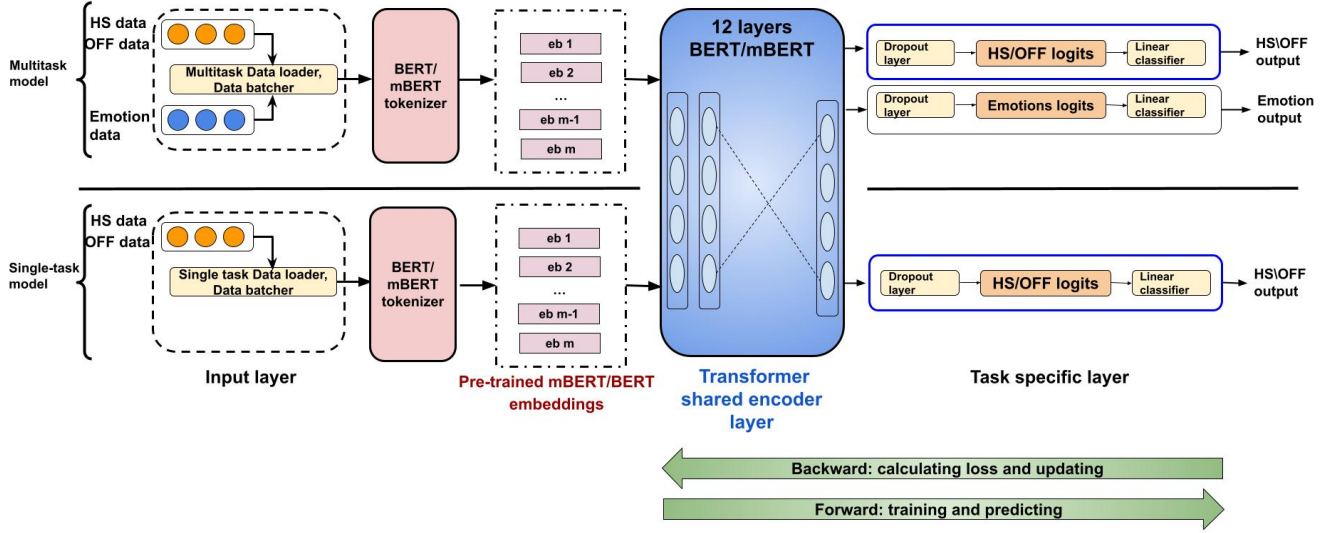 HS data
OFF data
Multitask
model
Emotion
data
Multitask Data loader,
Data batcher
BERT/
mBERT
tokenizer
eb 1
eb 2
...
eb m-1
eb m
12 layers
BERT/mBERT
Dropout
layer
HS/OFF logits
Linear
classifier
HS\OFF
output
Dropout
layer
Emotions logits
Linear
classifier
Emotion
output
HS data
OFF data
Single-task
model
Single task Data loader,
Data batcher
BERT/
mBERT
tokenizer
eb 1
eb 2
...
eb m-1
eb m
Dropout
layer
HS/OFF logits
Linear
classifier
HS\OFF
output
Input layer
Pre-trained mBERT/BERT
embeddings
Transformer
shared encoder
layer
Task specific layer
Backward: calculating loss and updating
Forward: training and predicting